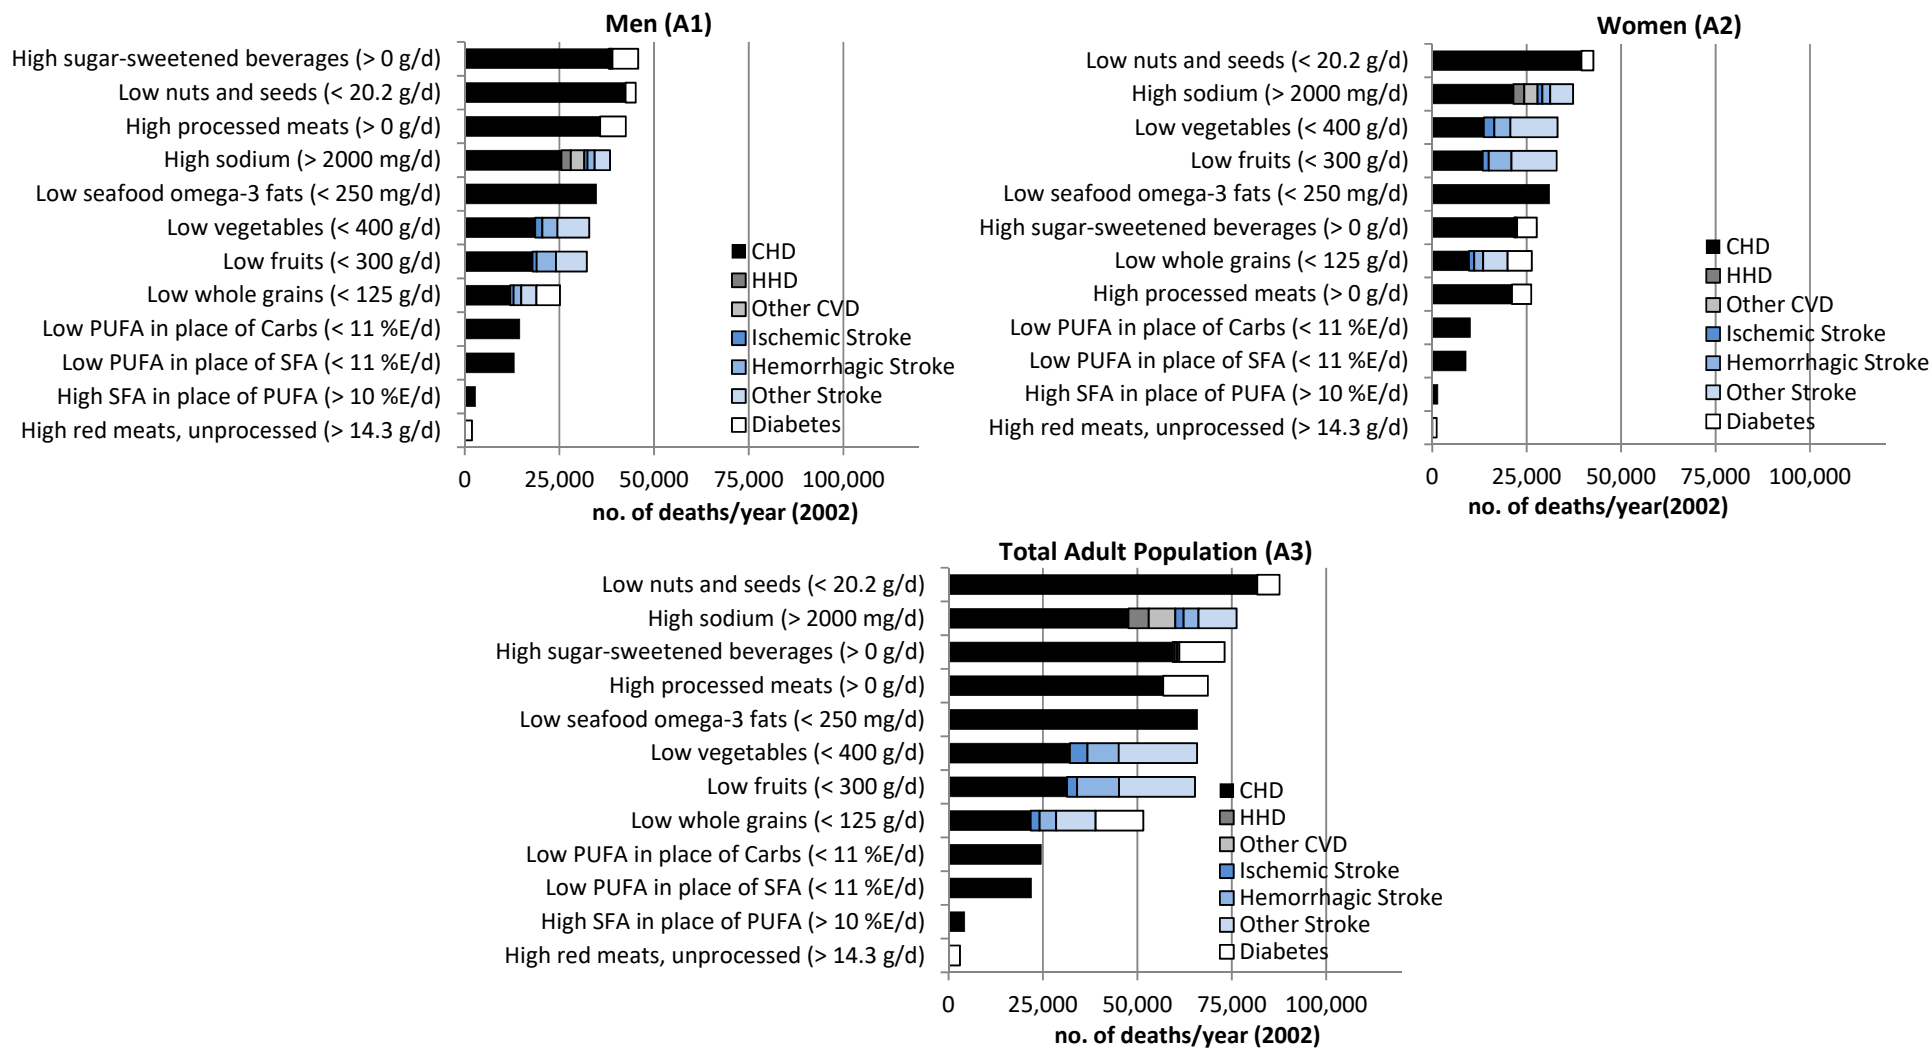 Men (A1)
High sugar-sweetened beverages (> 0 g/d)
Low nuts and seeds (< 20.2 g/d)
High processed meats (> 0 g/d)
High sodium (> 2000 mg/d)
Low seafood omega-3 fats (< 250 mg/d)
Low vegetables (< 400 g/d)
Low fruits (< 300 g/d)
Low whole grains (< 125 g/d)
Low PUFA in place of Carbs (< 11 %E/d)
Low PUFA in place of SFA (< 11 %E/d)
High SFA in place of PUFA (> 10 %E/d)
High red meats, unprocessed (> 14.3 g/d)
CHD
HHD
Other CVD
Ischemic Stroke
Hemorrhagic Stroke
Other Stroke
Diabetes
0 25,000 50,000 75,000 100,000
no. of deaths/year (2002)
Women (A2)
Low nuts and seeds (< 20.2 g/d)
High sodium (> 2000 mg/d)
Low vegetables (< 400 g/d)
Low fruits (< 300 g/d)
Low seafood omega-3 fats (< 250 mg/d)
High sugar-sweetened beverages (> 0 g/d)
Low whole grains (< 125 g/d)
High processed meats (> 0 g/d)
Low PUFA in place of Carbs (< 11 %E/d)
Low PUFA in place of SFA (< 11 %E/d)
High SFA in place of PUFA (> 10 %E/d)
High red meats, unprocessed (> 14.3 g/d)
CHD
HHD
Other CVD
Ischemic Stroke
Hemorrhagic Stroke
Other Stroke
Diabetes
0 25,000 50,000 75,000 100,000
no. of deaths/year(2002)
Total Adult Population (A3)
Low nuts and seeds (< 20.2 g/d)
High sodium (> 2000 mg/d)
High sugar-sweetened beverages (> 0 g/d)
High processed meats (> 0 g/d)
Low seafood omega-3 fats (< 250 mg/d)
Low vegetables (< 400 g/d)
Low fruits (< 300 g/d)
Low whole grains (< 125 g/d)
Low PUFA in place of Carbs (< 11 %E/d)
Low PUFA in place of SFA (< 11 %E/d)
High SFA in place of PUFA (> 10 %E/d)
High red meats, unprocessed (> 14.3 g/d)
CHD
HHD
Other CVD
Ischemic Stroke
Hemorrhagic Stroke
Other Stroke
Diabetes
0 25,000 50,000 75,000 100,000
no. of deaths/year (2002)